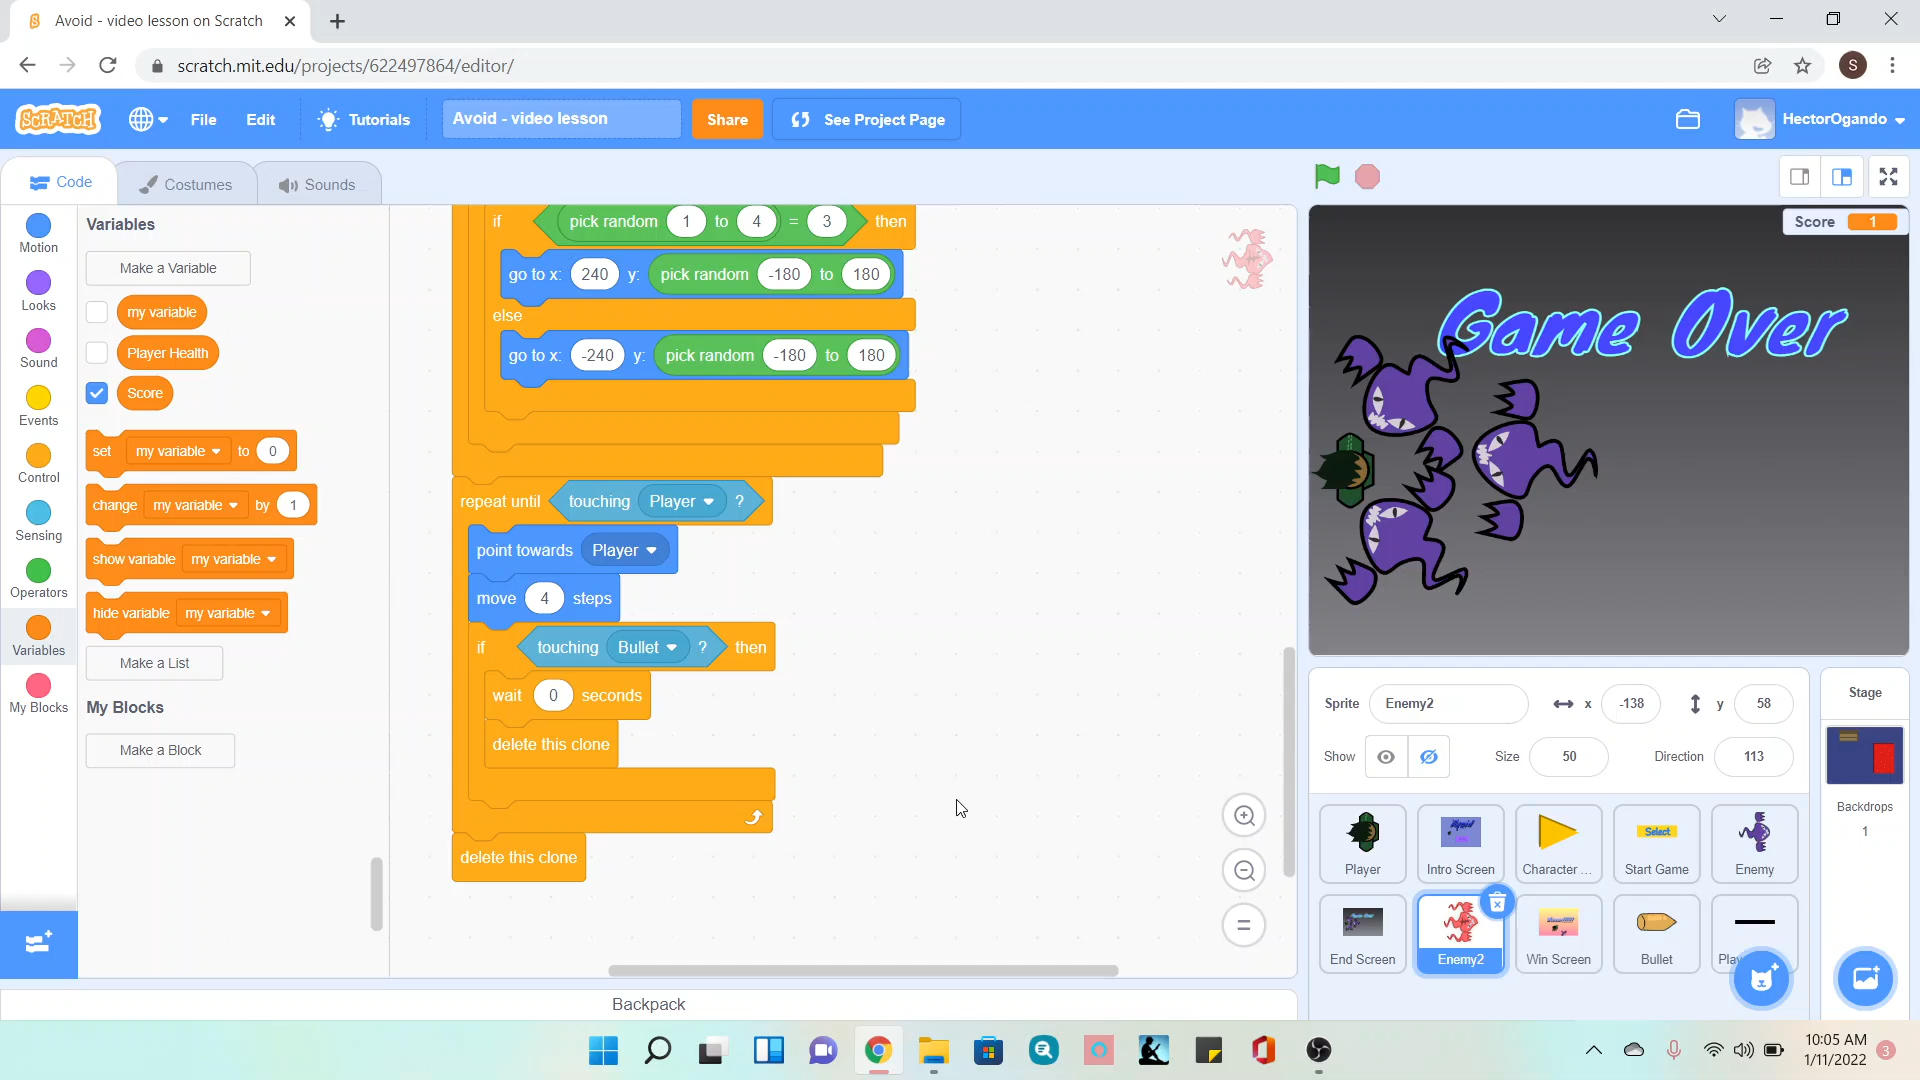 Avoid - video lesson on Scratch
scratch.mit.edu/projects/622497864/editor/
S
SCRATCH
File
Edit
Tutorials
Avoid - video lesson
Share
See Project Page
HectorOgando
Code
Costumes
Sounds
Motion
Looks
Sound
Events
Control
Sensing
Operators
Variables
My Blocks
Variables
Make a Variable
my variable
Player Health
Score
set my variable to 0
change my variable by 1
show variable my variable
hide variable my variable
Make a List
My Blocks
Make a Block
if pick random 1 to 4 = 3 then
go to x: 240 y: pick random -180 to 180
else
go to x: -240 y: pick random -180 to 180
repeat until touching Player ?
point towards Player
move 4 steps
if touching Bullet ? then
wait 0 seconds
delete this clone
delete this clone
Backpack
Score 1
Game Over
Sprite Enemy2 x -138 y 58
Show Size 50 Direction 113
Player
Intro Screen
Character ...
Start Game
Select
Enemy
End Screen
Enemy2
Win Screen
Bullet
Stage
Backdrops
1
10:05 AM
1/11/2022
3